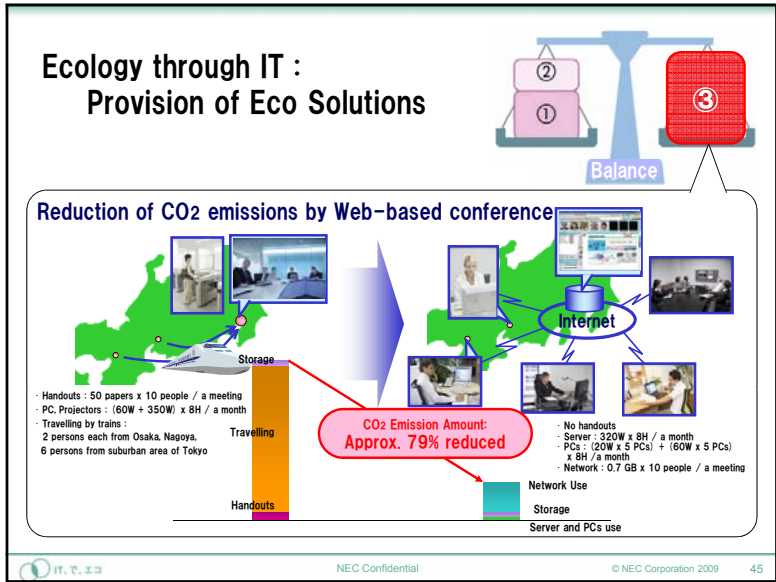 Ecology through IT :
Provision of Eco Solutions
②
①
③
Balance
Reduction of CO2 emissions by Web-based conference
Internet
Storage
· Handouts : 50 papers x 10 people / a meeting
· PC, Projectors : (60W + 350W) x 8H / a month
· Travelling by trains :
2 persons each from Osaka, Nagoya,
6 persons from suburban area of Tokyo
Travelling
Handouts
CO2 Emission Amount:
Approx. 79% reduced
· No handouts
· Server : 320W x 8H / a month
· PCs : (20W x 5 PCs) + (60W x 5 PCs)
x 8H /a month
· Network : 0.7 GB x 10 people / a meeting
Network Use
Storage
Server and PCs use
IT、で、エコ
NEC Confidential
© NEC Corporation 2009
45